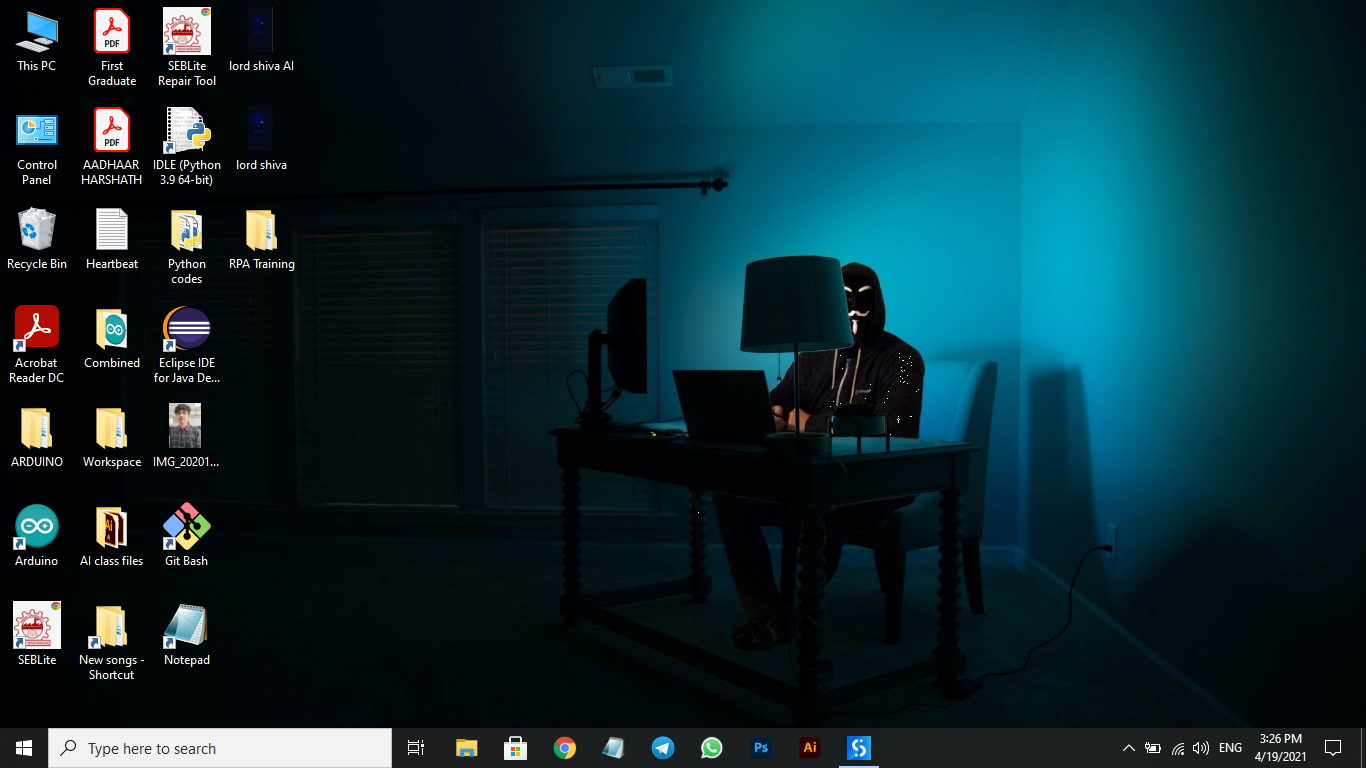 This PC
First
Graduate
SEBLite
Repair Tool
lord shiva AI
Control
Panel
AADHAAR
HARSHATH
IDLE (Python
3.9 64-bit)
lord shiva
Recycle Bin
Heartbeat
Python
codes
RPA Training
Acrobat
Reader DC
Combined
Eclipse IDE
for Java De...
ARDUINO
Workspace
IMG_20201...
Arduino
AI class files
Git Bash
SEBLite
New songs -
Shortcut
Notepad
PDF
PDF
Ai
Type here to search
Ps
Ai
ENG
3:26 PM
4/19/2021